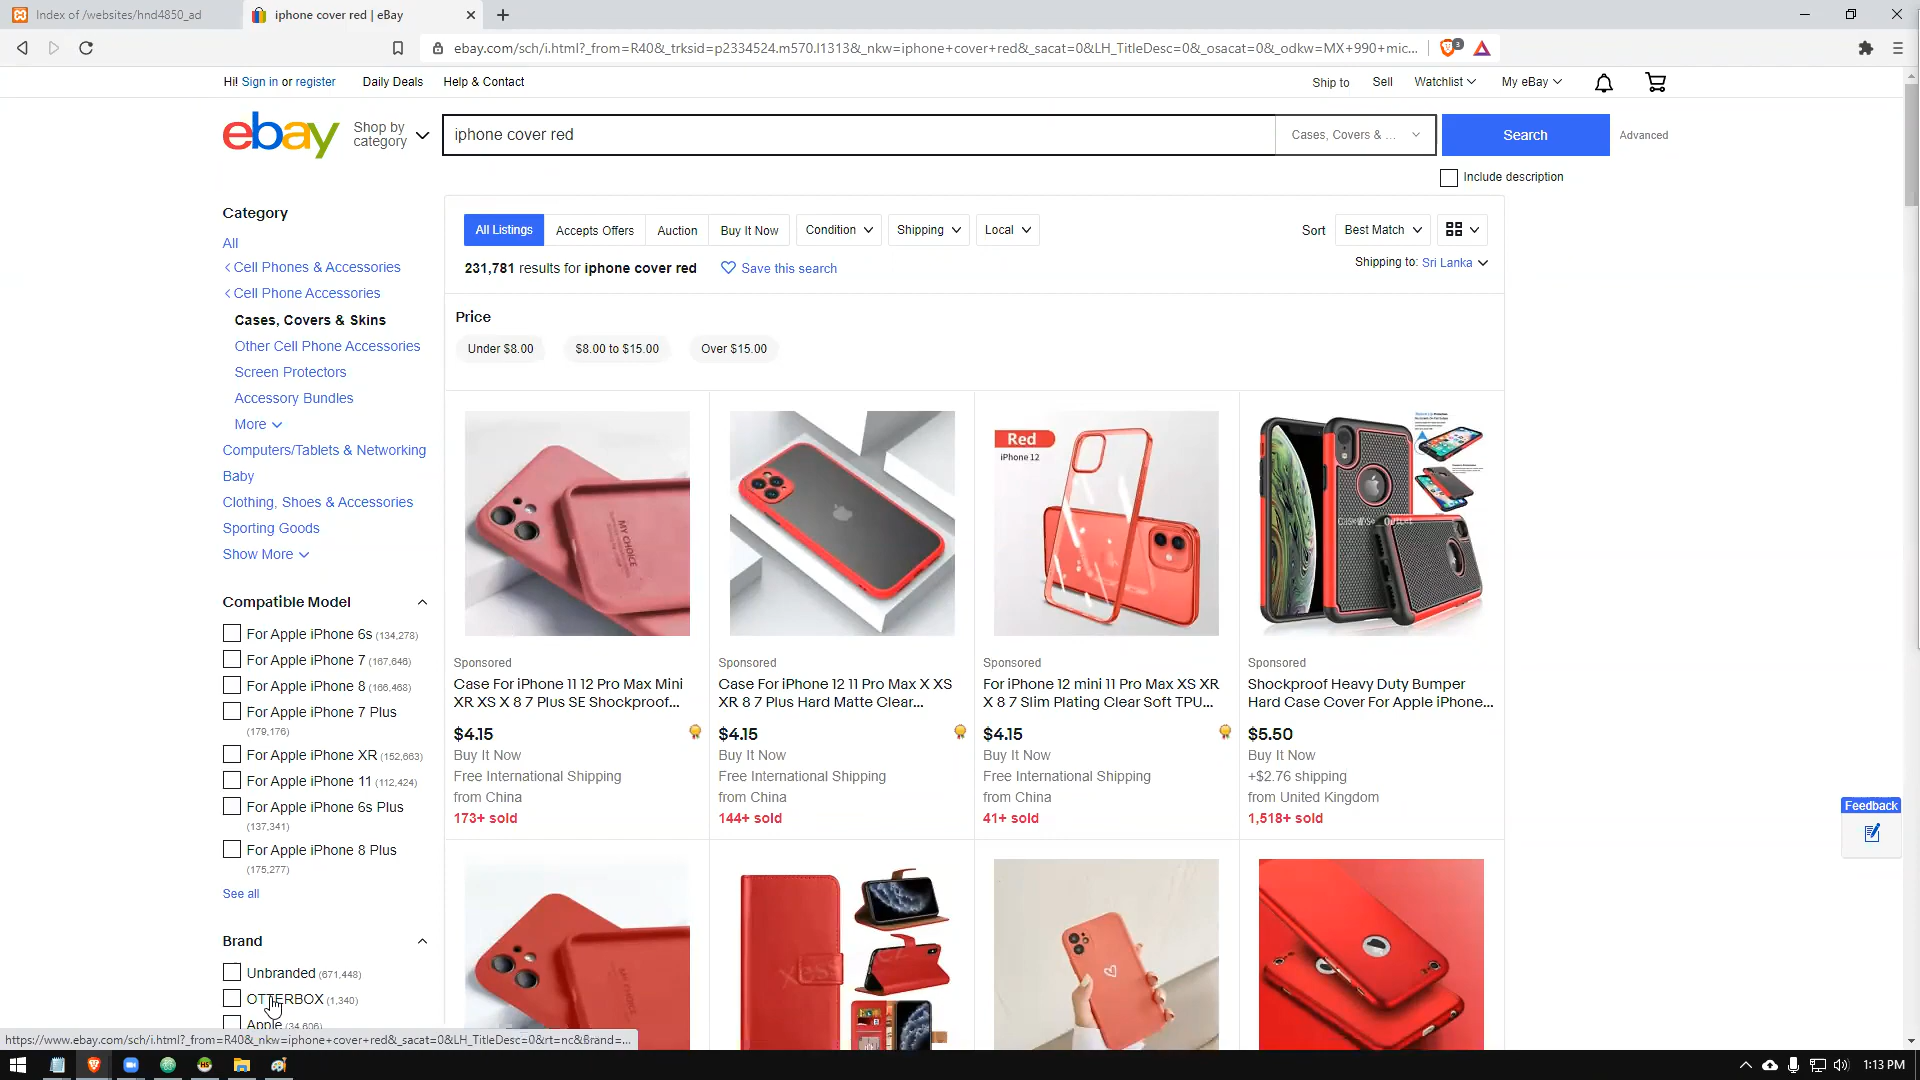 Index of /websites/hnd4850_ad
iphone cover red | eBay
ebay.com/sch/i.html?_from=R40&_trksid=p2334524.m570.l1313&_nkw=iphone+cover+red&_sacat=0&LH_TitleDesc=0&_osacat=0&_odkw=MX+990+mic...
3
Hi! Sign in or register
Daily Deals
Help & Contact
Ship to
Sell
Watchlist
My eBay
ebay
Shop by
category
iphone cover red
Cases, Covers & ...
Search
Advanced
Include description
Category
All
Cell Phones & Accessories
Cell Phone Accessories
Cases, Covers & Skins
Other Cell Phone Accessories
Screen Protectors
Accessory Bundles
More
Computers/Tablets & Networking
Baby
Clothing, Shoes & Accessories
Sporting Goods
Show More
Compatible Model
For Apple iPhone 6s (134,278)
For Apple iPhone 7 (167,646)
For Apple iPhone 8 (166,468)
For Apple iPhone 7 Plus
(179,176)
For Apple iPhone XR (152,663)
For Apple iPhone 11 (112,424)
For Apple iPhone 6s Plus
(137,341)
For Apple iPhone 8 Plus
(175,277)
See all
Brand
Unbranded (671,448)
OTTERBOX (1,340)
Apple (34,606)
All Listings
Accepts Offers
Auction
Buy It Now
Condition
Shipping
Local
Sort
Best Match
231,781 results for iphone cover red
Save this search
Shipping to: Sri Lanka
Price
Under $8.00
$8.00 to $15.00
Over $15.00
MY CHOICE
Sponsored
Case For iPhone 11 12 Pro Max Mini
XR XS X 8 7 Plus SE Shockproof...
$4.15
Buy It Now
Free International Shipping
from China
173+ sold
Sponsored
Case For iPhone 12 11 Pro Max X XS
XR 8 7 Plus Hard Matte Clear...
$4.15
Buy It Now
Free International Shipping
from China
144+ sold
Red
iPhone 12
Sponsored
For iPhone 12 mini 11 Pro Max XS XR
X 8 7 Slim Plating Clear Soft TPU...
$4.15
Buy It Now
Free International Shipping
from China
41+ sold
Sponsored
Shockproof Heavy Duty Bumper
Hard Case Cover For Apple iPhone...
$5.50
Buy It Now
+$2.76 shipping
from United Kingdom
1,518+ sold
MY CHOICE
Feedback
https://www.ebay.com/sch/i.html?_from=R40&_nkw=iphone+cover+red&_sacat=0&LH_TitleDesc=0&rt=nc&Brand=...
1:13 PM